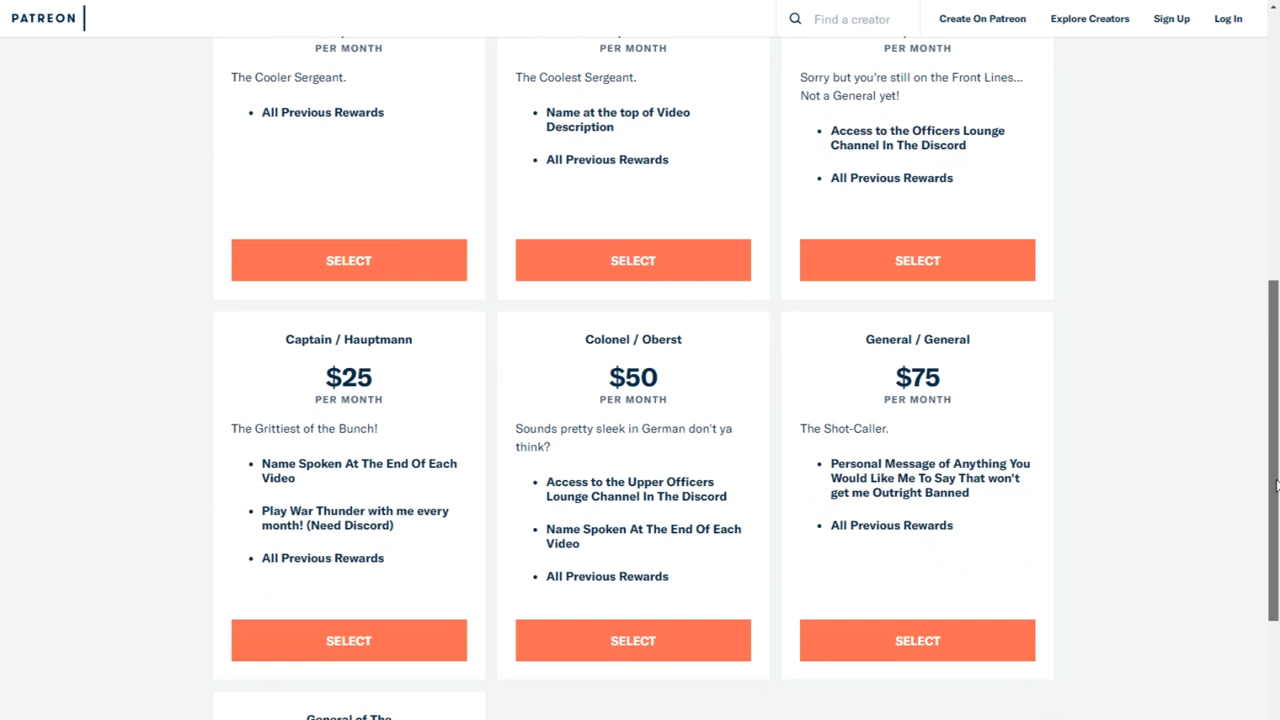 PATREON
Find a creator
Create On Patreon
Explore Creators
Sign Up
Log In
PER MONTH
The Cooler Sergeant.
• All Previous Rewards
SELECT
PER MONTH
The Coolest Sergeant.
• Name at the top of Video
Description
• All Previous Rewards
SELECT
PER MONTH
Sorry but you're still on the Front Lines...
Not a General yet!
• Access to the Officers Lounge
Channel In The Discord
• All Previous Rewards
SELECT
Captain / Hauptmann
$25
PER MONTH
The Grittiest of the Bunch!
• Name Spoken At The End Of Each
Video
• Play War Thunder with me every
month! (Need Discord)
• All Previous Rewards
SELECT
Colonel / Oberst
$50
PER MONTH
Sounds pretty sleek in German don't ya
think?
• Access to the Upper Officers
Lounge Channel In The Discord
• Name Spoken At The End Of Each
Video
• All Previous Rewards
SELECT
General / General
$75
PER MONTH
The Shot-Caller.
• Personal Message of Anything You
Would Like Me To Say That won't
get me Outright Banned
• All Previous Rewards
SELECT
General of The